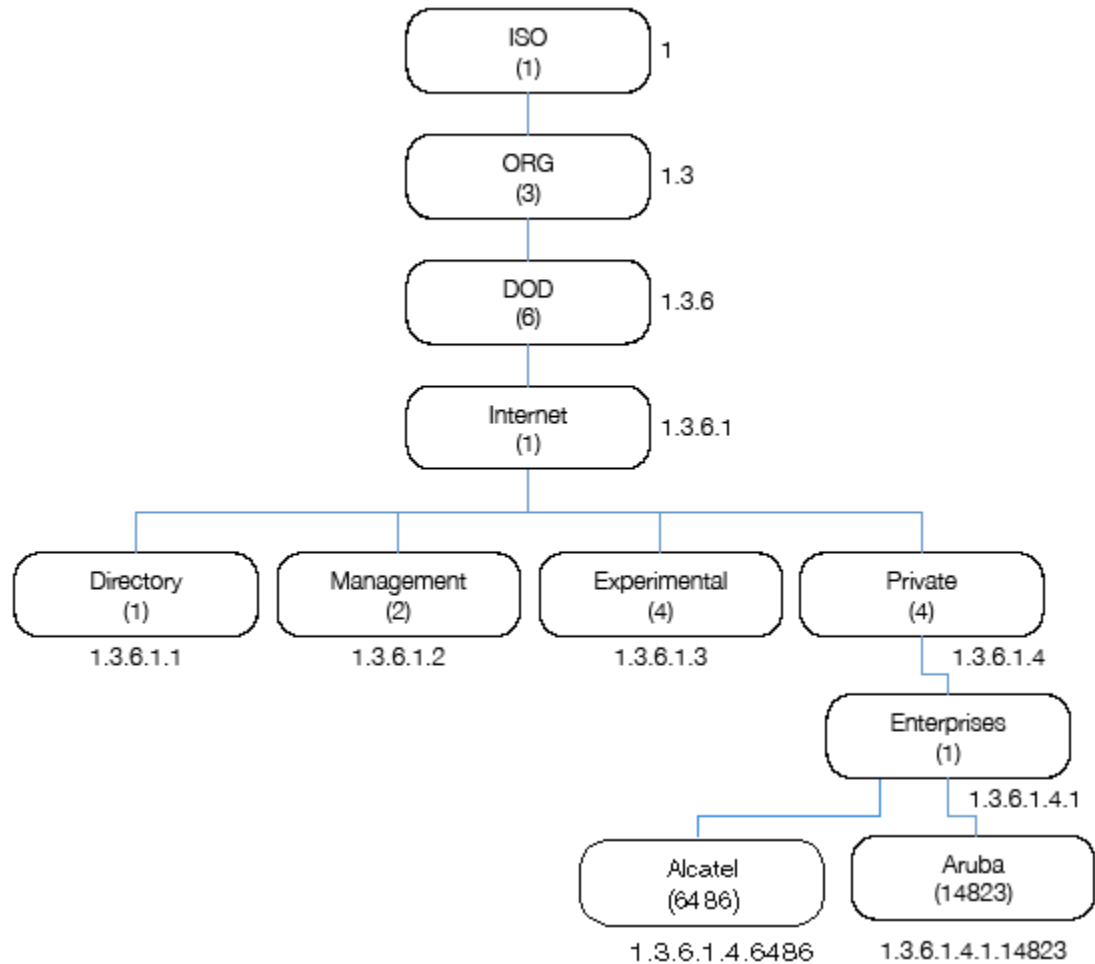 ISO
(1)
1
ORG
(3)
1.3
DOD
(6)
1.3.6
Internet
(1)
1.3.6.1
Directory
(1)
1.3.6.1.1
Management
(2)
1.3.6.1.2
Experimental
(4)
1.3.6.1.3
Private
(4)
1.3.6.1.4
Enterprises
(1)
1.3.6.1.4.1
Alcatel
(6486)
1.3.6.1.4.6486
Aruba
(14823)
1.3.6.1.4.1.14823